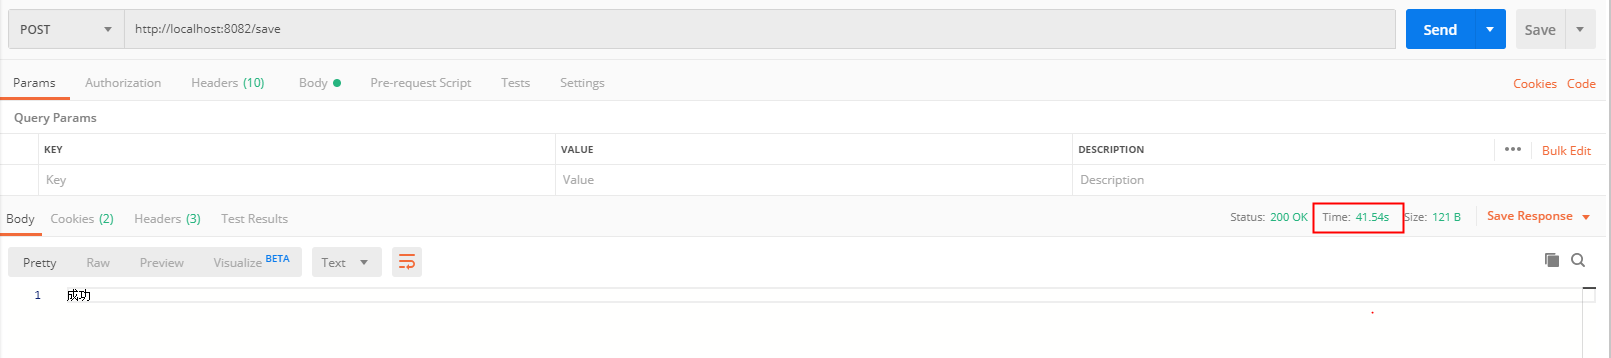 POST http://localhost:8082/save Send Save
Params Authorization Headers (10) Body Pre-request Script Tests Settings Cookies Code
Query Params
KEY VALUE DESCRIPTION ••• Bulk Edit
Key Value Description
Body Cookies (2) Headers (3) Test Results Status: 200 OK Time: 41.54s Size: 121 B Save Response
Pretty Raw Preview Visualize BETA Text
1 成功